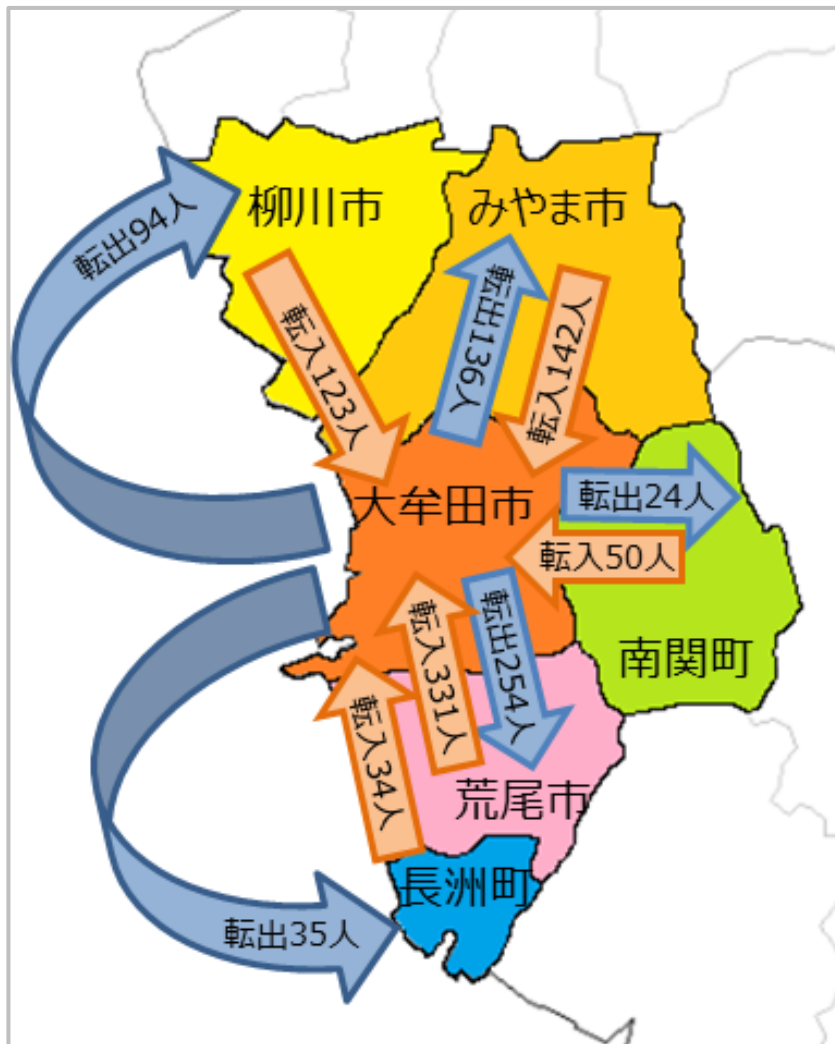 柳川市
みやま市
転出94人
転入123人
転出136人
転入142人
大牟田市
転出24人
転入50人
転入331人
転出254人
南関町
転入34人
荒尾市
長洲町
転出35人